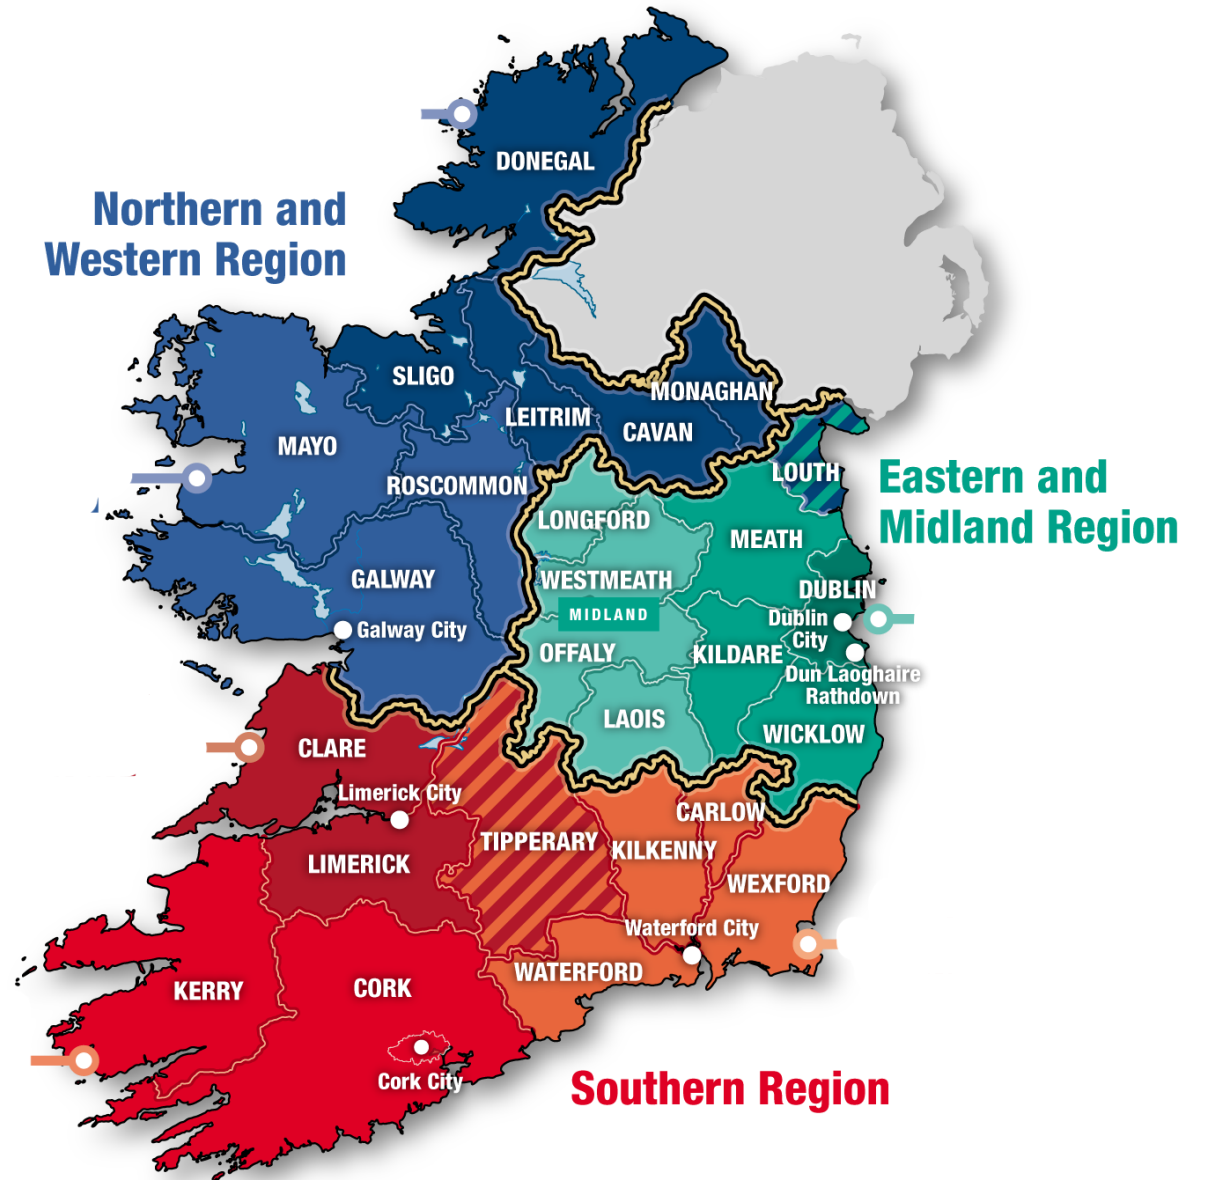 DONEGAL
Northern and
Western Region
SLIGO
MONAGHAN
LEITRIM
CAVAN
MAYO
ROSCOMMON
LOUTH
Eastern and
Midland Region
LONGFORD
MEATH
GALWAY
WESTMEATH
DUBLIN
MIDLAND
Dublin
City
Galway City
OFFALY
KILDARE
Dun Laoghaire
Rathdown
LAOIS
WICKLOW
CLARE
Limerick City
CARLOW
TIPPERARY
KILKENNY
LIMERICK
WEXFORD
Waterford City
WATERFORD
KERRY
CORK
Cork City
Southern Region